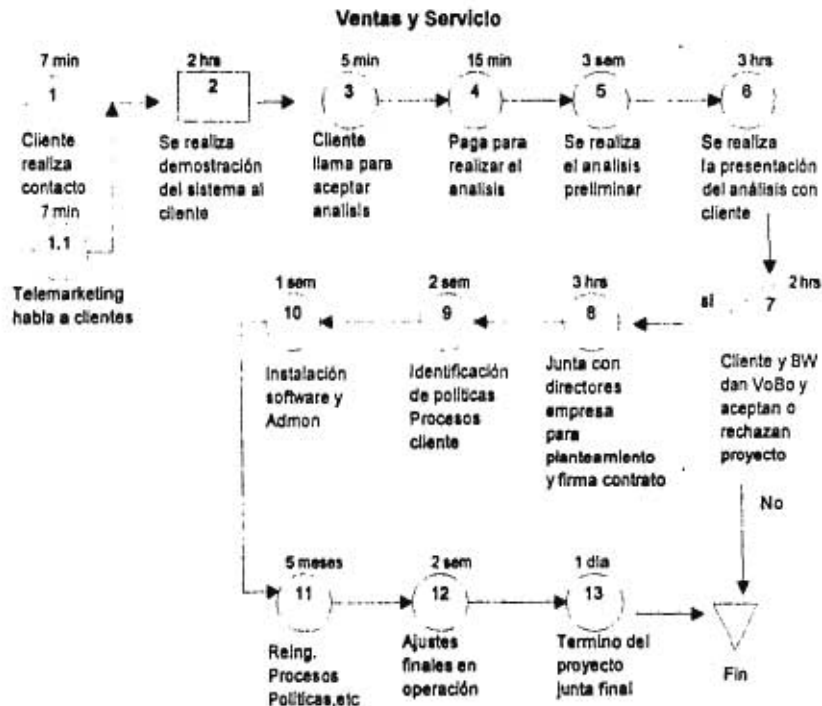 Ventas y Servicio
7 min
1
Cliente
realiza
contacto
7 min
1.1
Telemarketing
habla a clientes
2 hrs
2
Se realiza
demostración
del sistema al
cliente
5 min
3
Cliente
llama para
aceptar
analisis
15 min
4
Paga para
realizar el
analisis
3 sem
5
Se realiza
el analisis
preliminar
3 hrs
6
Se realiza
la presentación
del análisis con
cliente
2 hrs
si
7
Cliente y BW
dan VoBo y
aceptan o
rechazan
proyecto
No
3 hrs
8
Junta con
directores
empresa
para
planteamiento
y firma contrato
2 sem
9
Identificación
de políticas
Procesos
cliente
1 sem
10
Instalación
software y
Admon
5 meses
11
Reing.
Procesos
Políticas,etc
2 sem
12
Ajustes
finales en
operación
1 dia
13
Termino del
proyecto
junta final
Fin